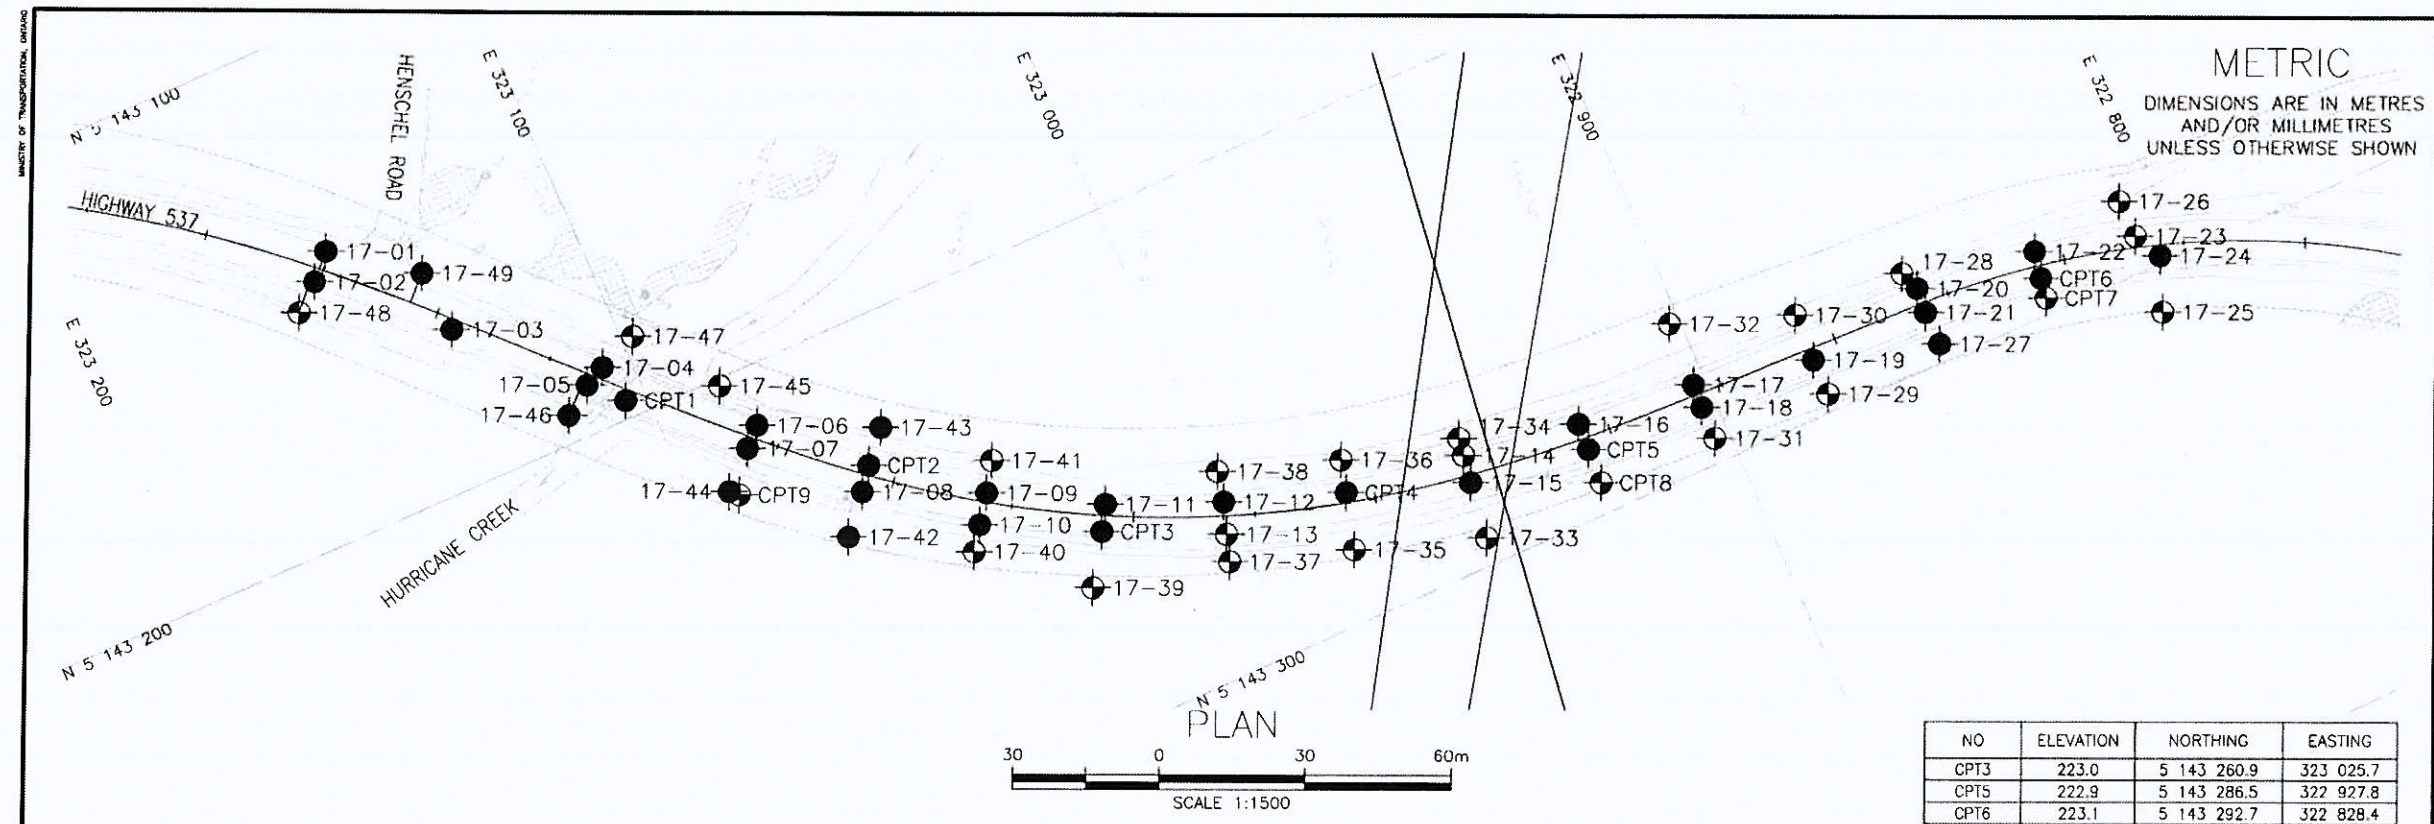 MINISTRY OF TRANSPORTATION, ONTARIO
METRIC
DIMENSIONS ARE IN METRES
AND/OR MILLIMETRES
UNLESS OTHERWISE SHOWN
N 5 143 100
HENSCHEL ROAD
E 323 100
E 323 000
E 322 900
E 322 800
HIGHWAY 537
E 323 200
17-01
17-02
17-48
17-49
17-03
17-47
17-04
17-05
17-46
CPT1
17-45
17-06
17-07
17-43
CPT2
17-44
CPT9
17-08
17-42
17-41
17-09
17-10
17-40
17-11
CPT3
17-39
17-38
17-12
17-13
17-37
17-36
CPT4
17-35
17-34
17-14
17-15
17-33
17-16
CPT5
CPT8
17-32
17-17
17-18
17-31
17-30
17-19
17-29
17-28
17-20
17-21
17-27
17-22
CPT6
CPT7
17-26
17-23
17-24
17-25
HURRICANE CREEK
N 5 143 200
N 5 143 300
PLAN
30 0 30 60m
SCALE 1:1500
NO ELEVATION NORTHING EASTING
CPT3 223.0 5 143 260.9 323 025.7
CPT5 222.9 5 143 286.5 322 927.8
CPT6 223.1 5 143 292.7 322 828.4